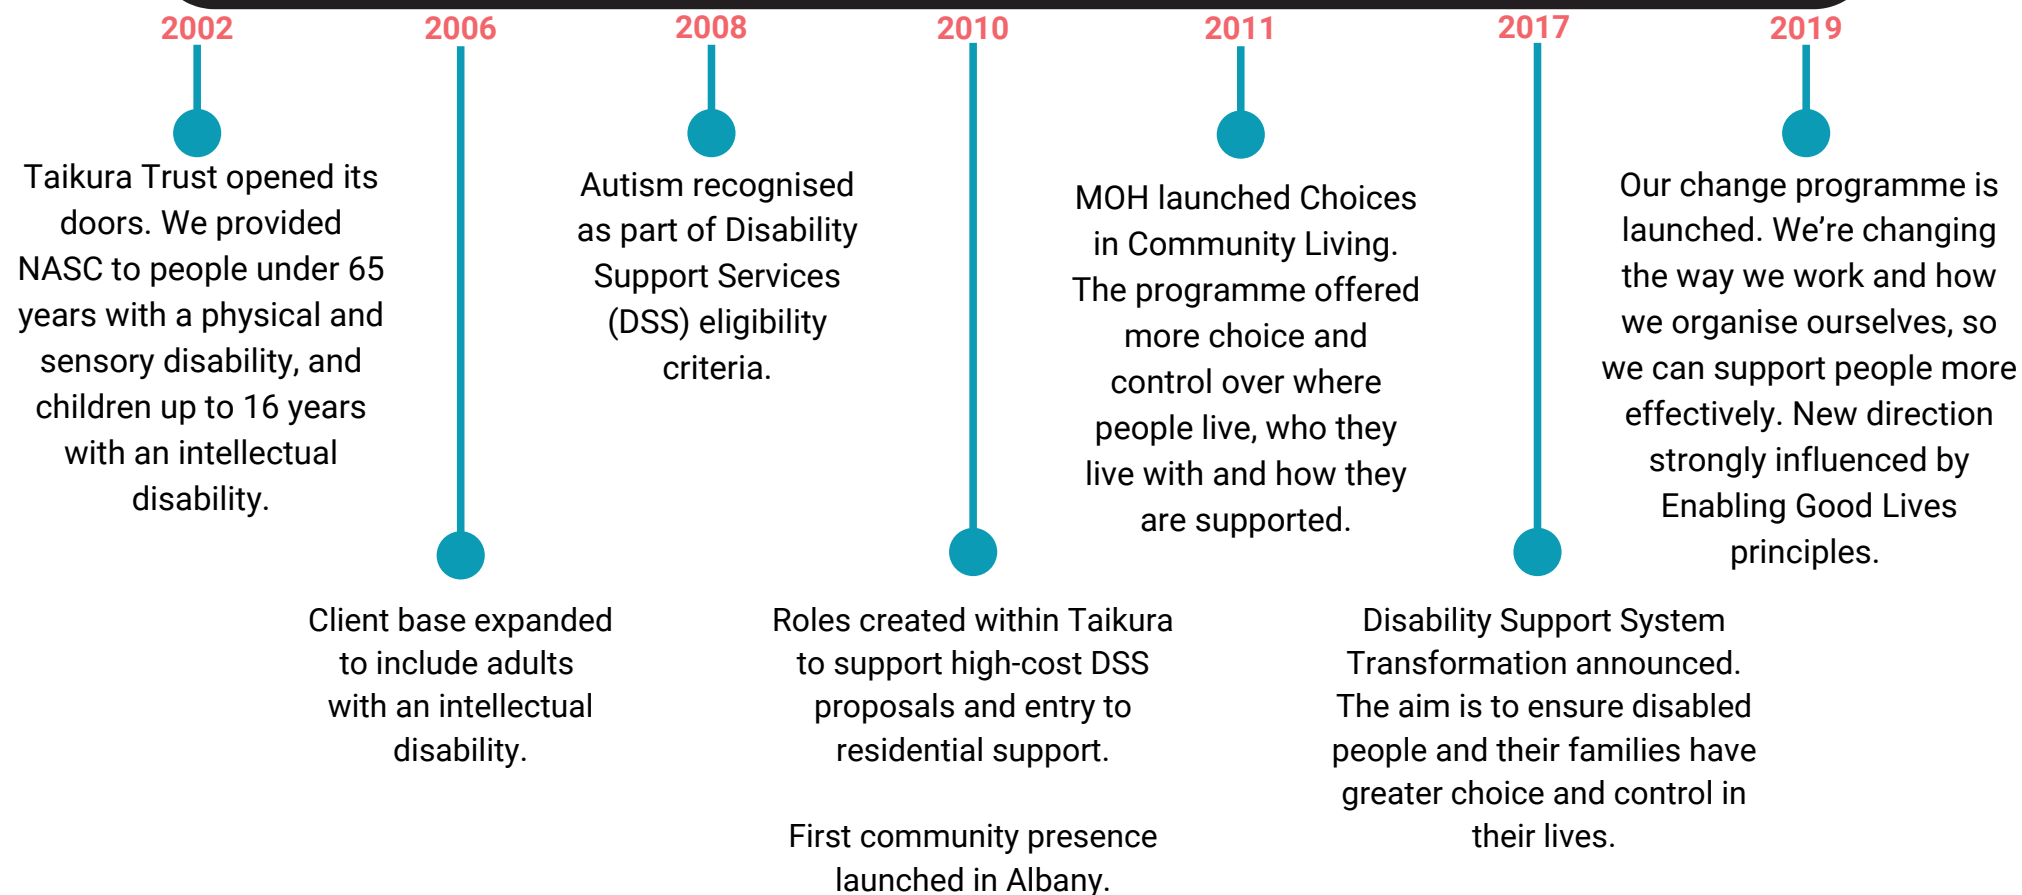 2002
Taikura Trust opened its
doors. We provided
NASC to people under 65
years with a physical and
sensory disability, and
children up to 16 years
with an intellectual
disability.
2006
Client base expanded
to include adults
with an intellectual
disability.
2008
Autism recognised
as part of Disability
Support Services
(DSS) eligibility
criteria.
2010
Roles created within Taikura
to support high-cost DSS
proposals and entry to
residential support.
First community presence
launched in Albany.
2011
MOH launched Choices
in Community Living.
The programme offered
more choice and
control over where
people live, who they
live with and how they
are supported.
2017
Disability Support System
Transformation announced.
The aim is to ensure disabled
people and their families have
greater choice and control in
their lives.
2019
Our change programme is
launched. We’re changing
the way we work and how
we organise ourselves, so
we can support people more
effectively. New direction
strongly influenced by
Enabling Good Lives
principles.